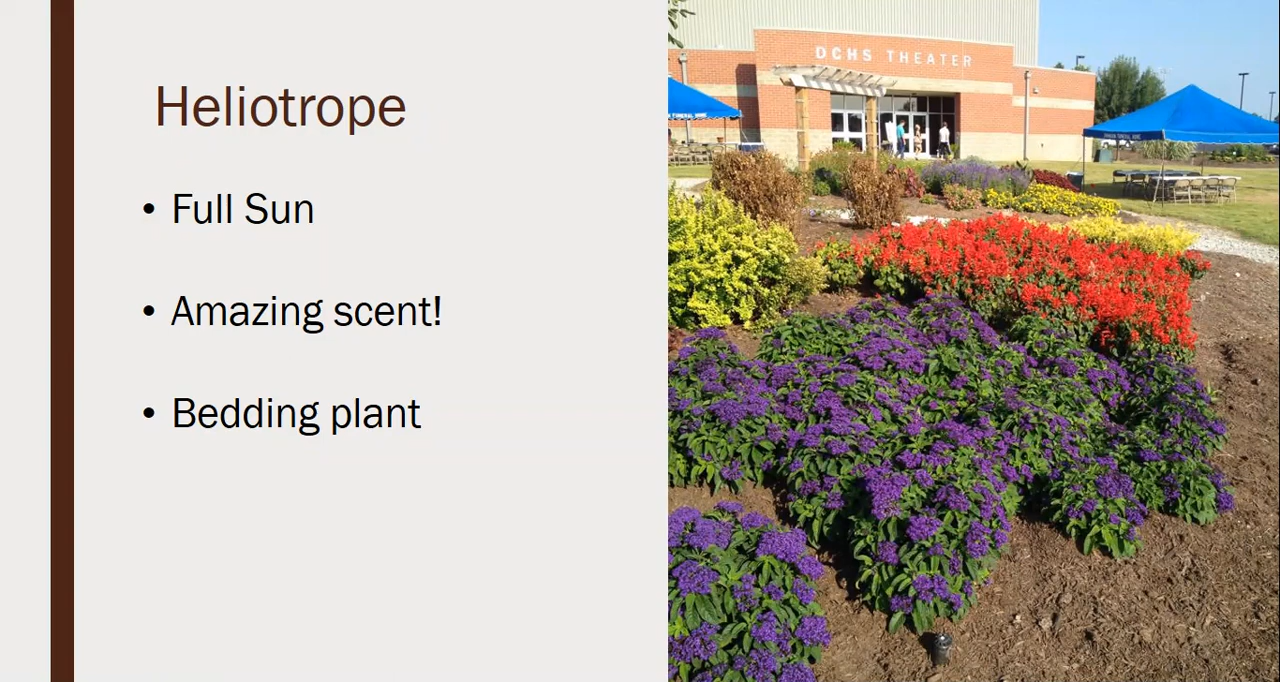 Heliotrope
• Full Sun
• Amazing scent!
• Bedding plant
DCHS THEATER